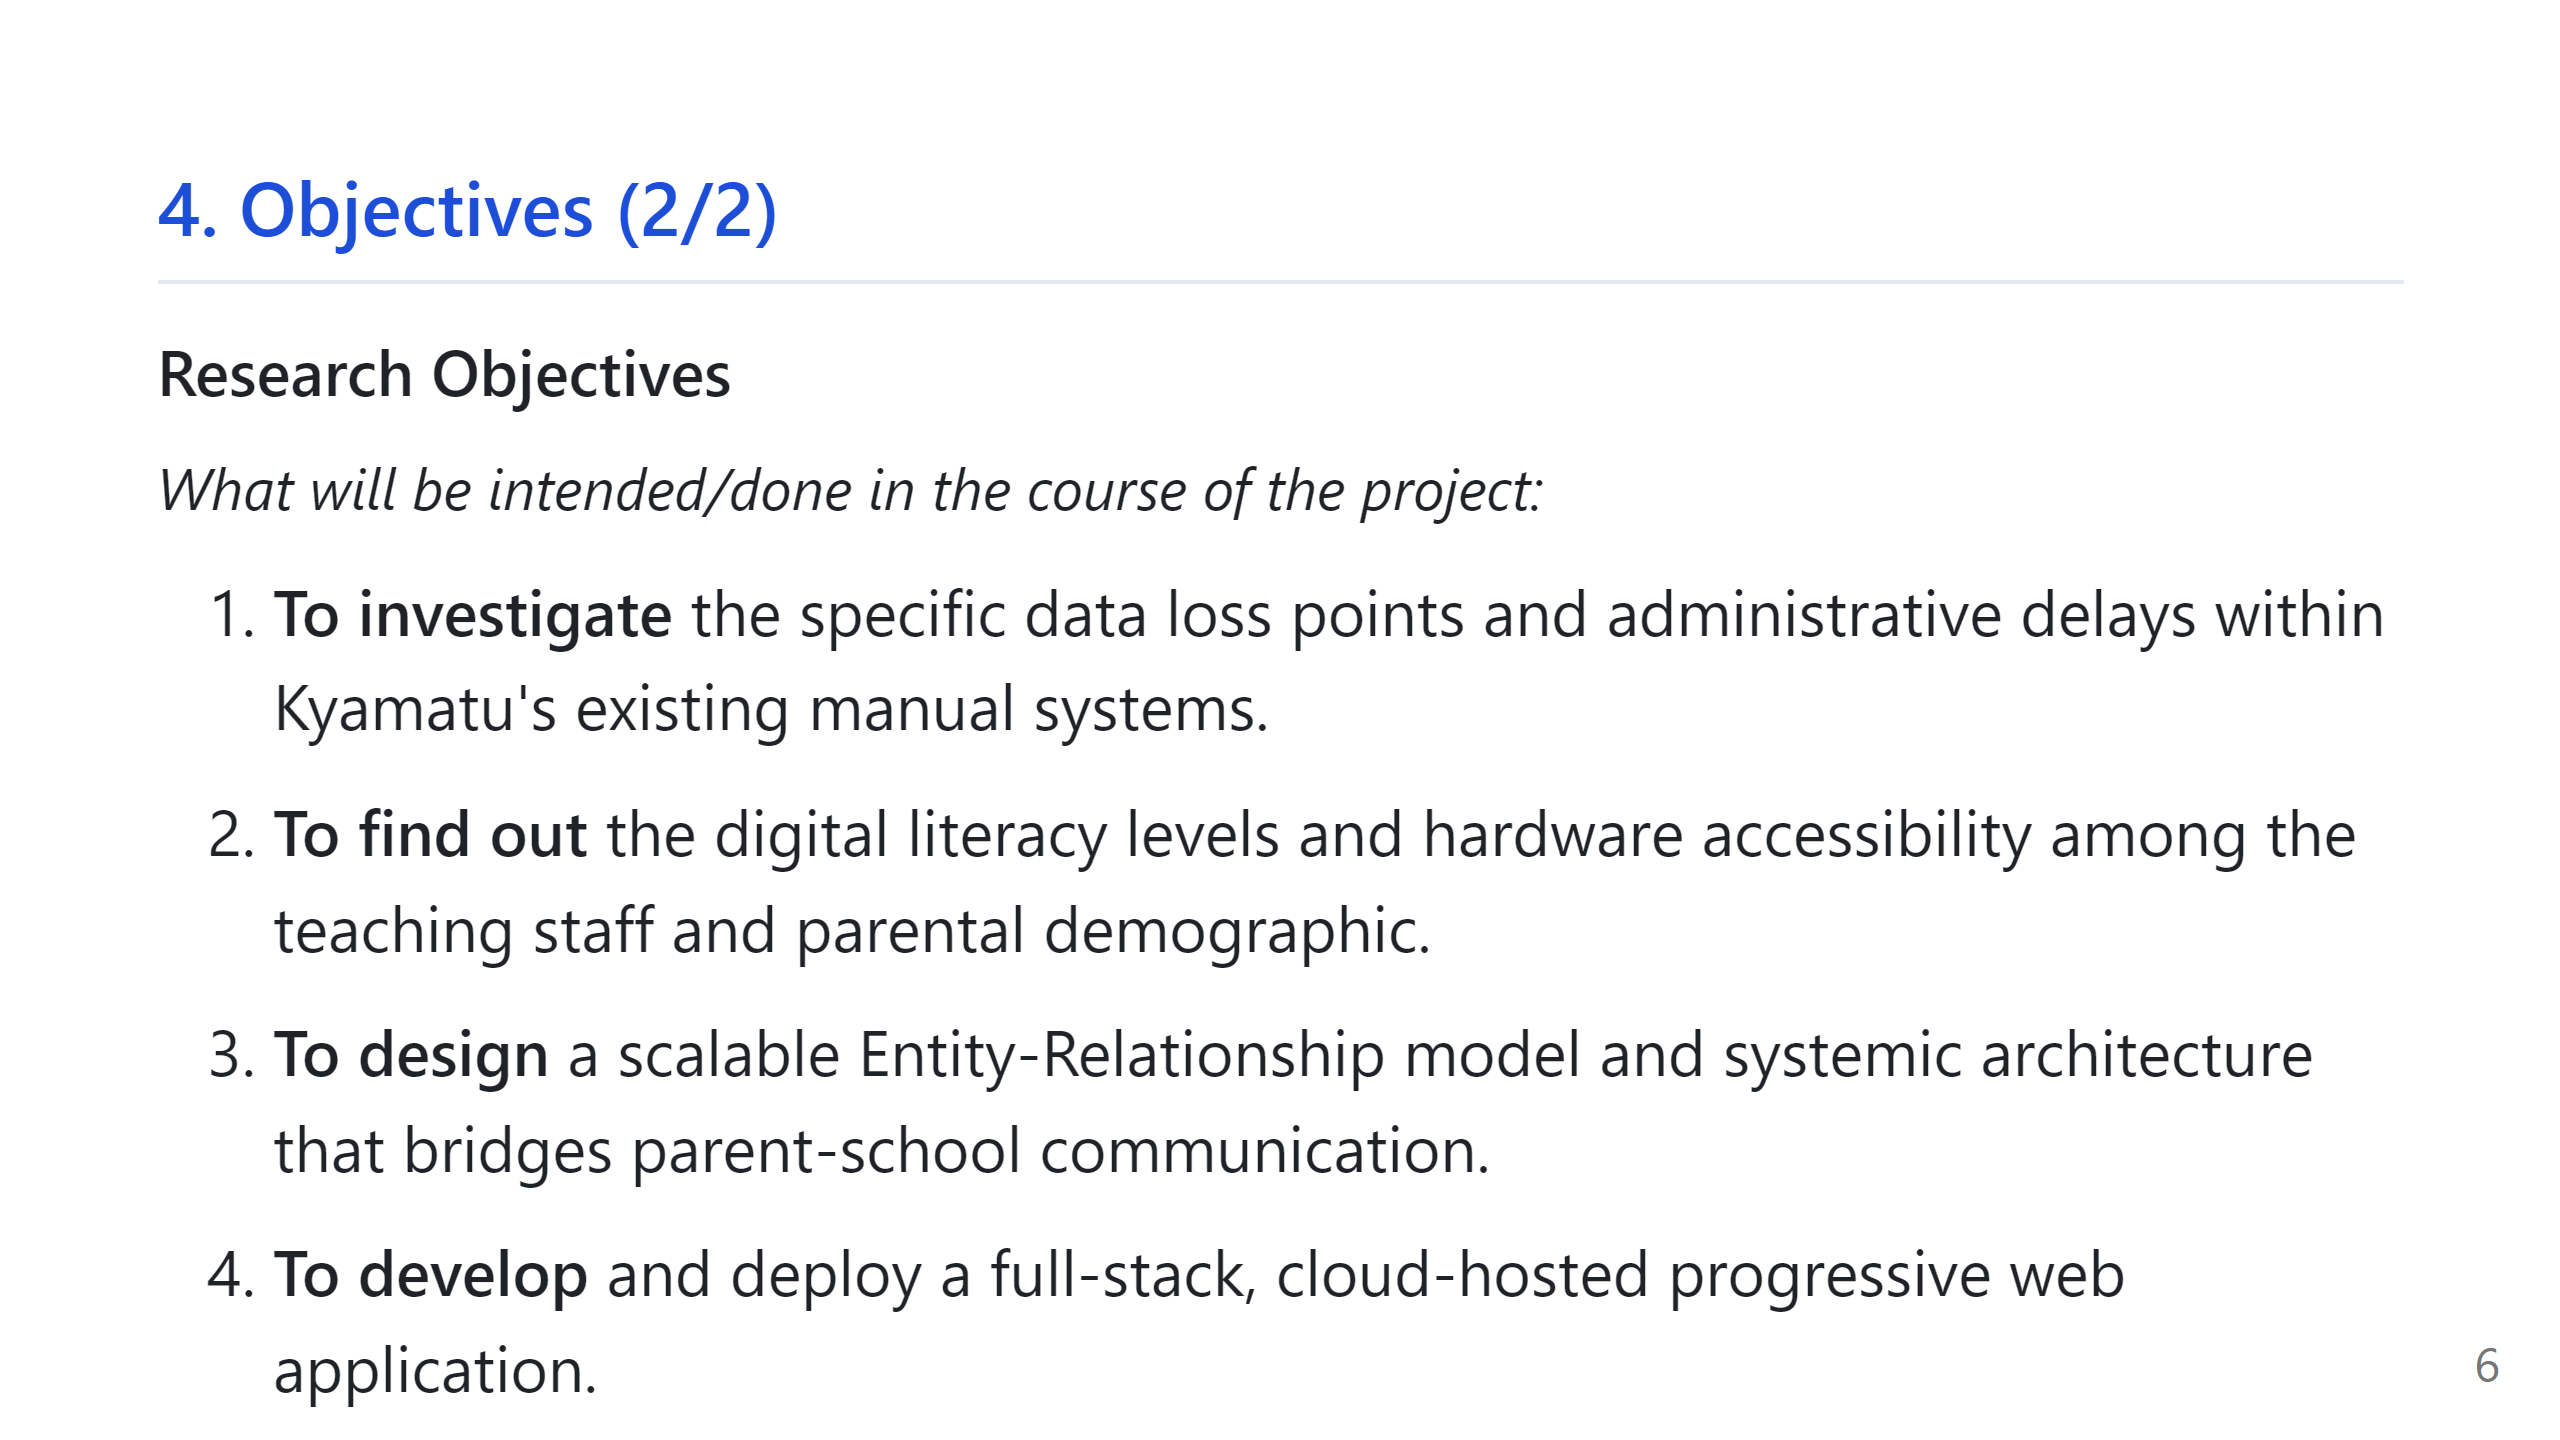 4. Objectives (2/2)
Research Objectives
What will be intended/done in the course of the project:
1. To investigate the specific data loss points and administrative delays within
Kyamatu's existing manual systems.
2. To find out the digital literacy levels and hardware accessibility among the
teaching staff and parental demographic.
3. To design a scalable Entity-Relationship model and systemic architecture
that bridges parent-school communication.
4. To develop and deploy a full-stack, cloud-hosted progressive web
application.
6